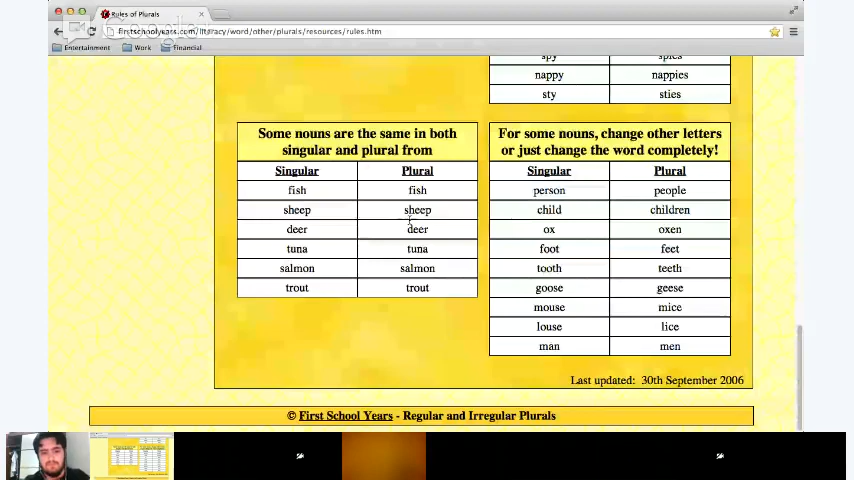 Rules of Plurals
Google+
firstschoolyears.com/literacy/word/other/plurals/resources/rules.htm
Entertainment Work Financial
spy spies
nappy nappies
sty sties
Some nouns are the same in both
singular and plural from
Singular Plural
fish fish
sheep sheep
deer deer
tuna tuna
salmon salmon
trout trout
For some nouns, change other letters
or just change the word completely!
Singular Plural
person people
child children
ox oxen
foot feet
tooth teeth
goose geese
mouse mice
louse lice
man men
Last updated: 30th September 2006
© First School Years - Regular and Irregular Plurals